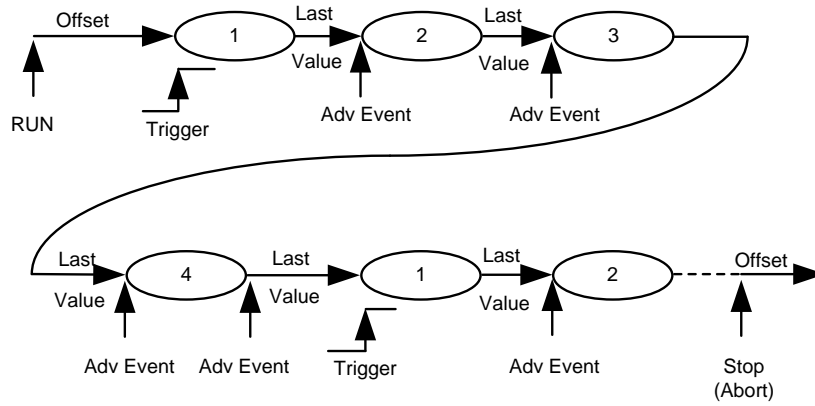 Offset
1
Last
Value
2
Last
Value
3
RUN
Trigger
Adv Event
Adv Event
Last
Value
4
Last
Value
1
Last
Value
2
Offset
Adv Event
Adv Event
Trigger
Adv Event
Stop
(Abort)